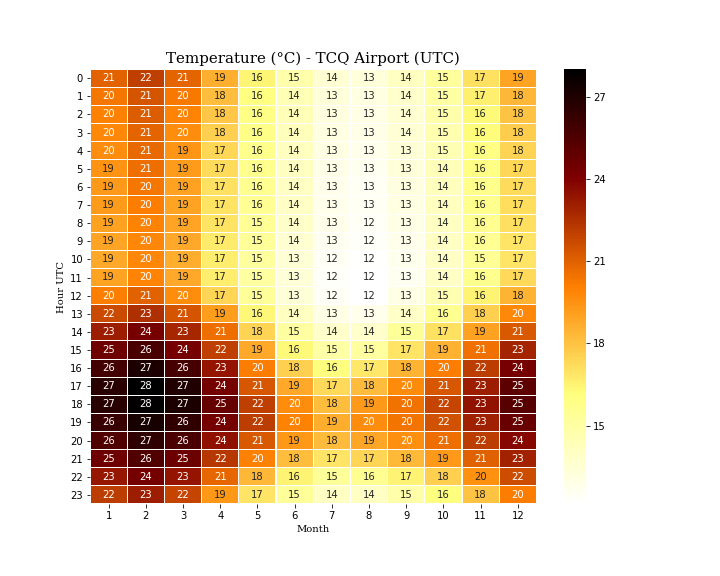 Temperature (°C) - TCQ Airport (UTC)
0 21 22 21 19 16 15 14 13 14 15 17 19
1 20 21 20 18 16 14 13 13 14 15 17 18
2 20 21 20 18 16 14 13 13 14 15 16 18
3 20 21 20 18 16 14 13 13 14 15 16 18
4 20 21 19 17 16 14 13 13 13 15 16 18
5 19 21 19 17 16 14 13 13 13 14 16 17
6 19 20 19 17 16 14 13 13 13 14 16 17
7 19 20 19 17 16 14 13 13 13 14 16 17
8 19 20 19 17 15 14 13 12 13 14 16 17
9 19 20 19 17 15 14 13 12 13 14 16 17
10 19 20 19 17 15 13 12 12 13 14 15 17
11 19 20 19 17 15 13 12 12 13 14 16 17
12 20 21 20 17 15 13 12 12 13 15 16 18
13 22 23 21 19 16 14 13 13 14 16 18 20
14 23 24 23 21 18 15 14 14 15 17 19 21
15 25 26 24 22 19 16 15 15 17 19 21 23
16 26 27 26 23 20 18 16 17 18 20 22 24
17 27 28 27 24 21 19 17 18 20 21 23 25
18 27 28 27 25 22 20 18 19 20 22 23 25
19 26 27 26 24 22 20 19 20 20 22 23 25
20 26 27 26 24 21 19 18 19 20 21 22 24
21 25 26 25 22 20 18 17 17 18 19 21 23
22 23 24 23 21 18 16 15 16 17 18 20 22
23 22 23 22 19 17 15 14 14 15 16 18 20
1 2 3 4 5 6 7 8 9 10 11 12
Month
Hour UTC
27
24
21
18
15